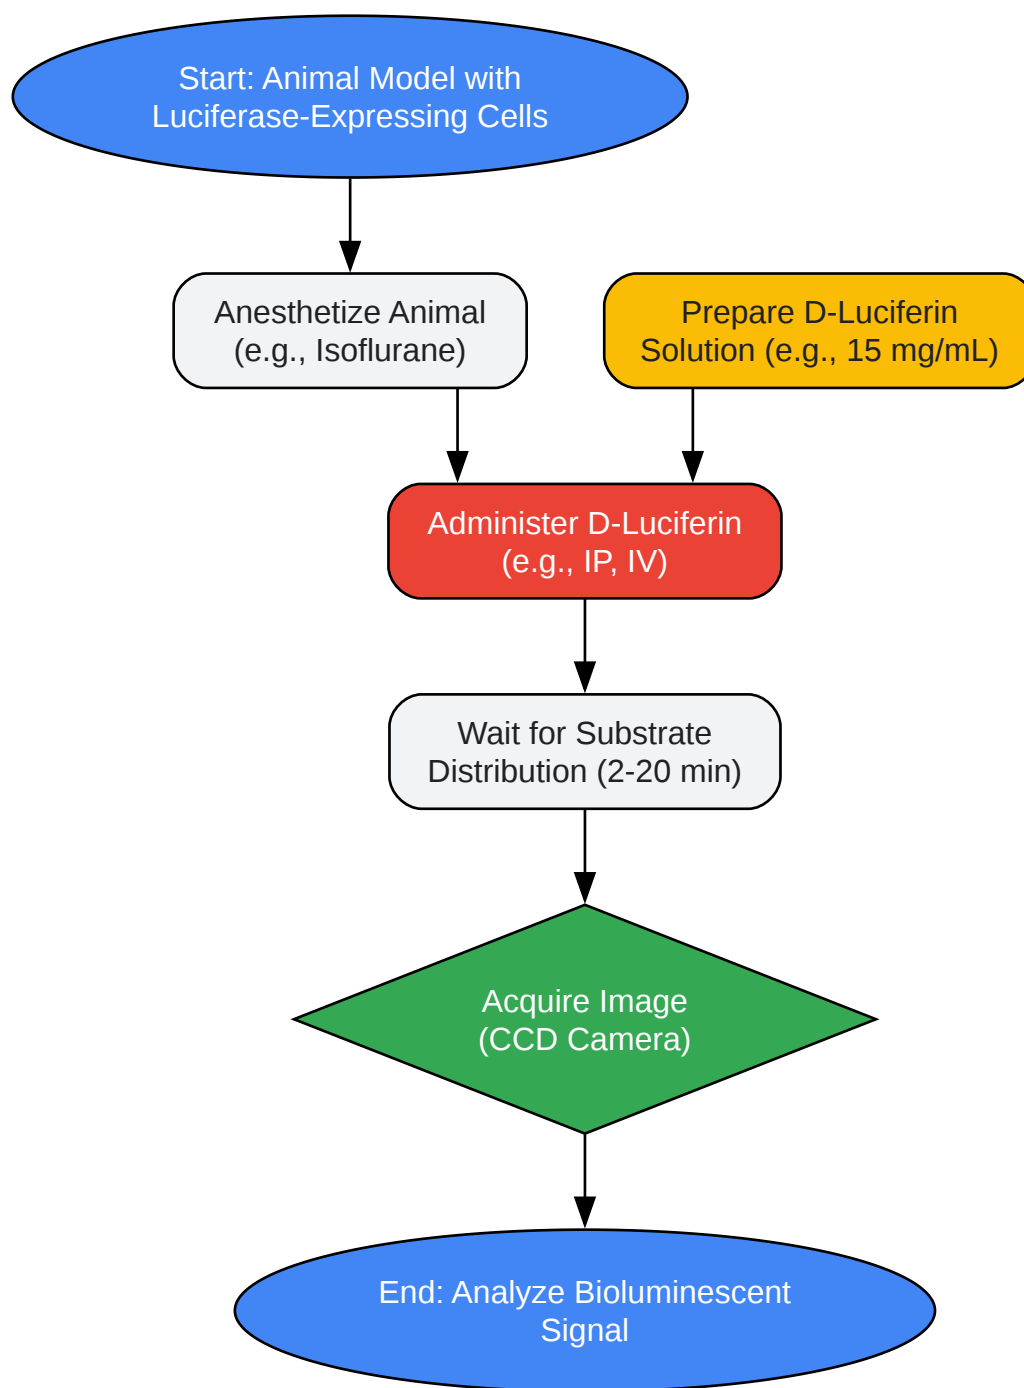 Start: Animal Model with
Luciferase-Expressing Cells
Anesthetize Animal
(e.g., Isoflurane)
Prepare D-Luciferin
Solution (e.g., 15 mg/mL)
Administer D-Luciferin
(e.g., IP, IV)
Wait for Substrate
Distribution (2-20 min)
Acquire Image
(CCD Camera)
End: Analyze Bioluminescent
Signal